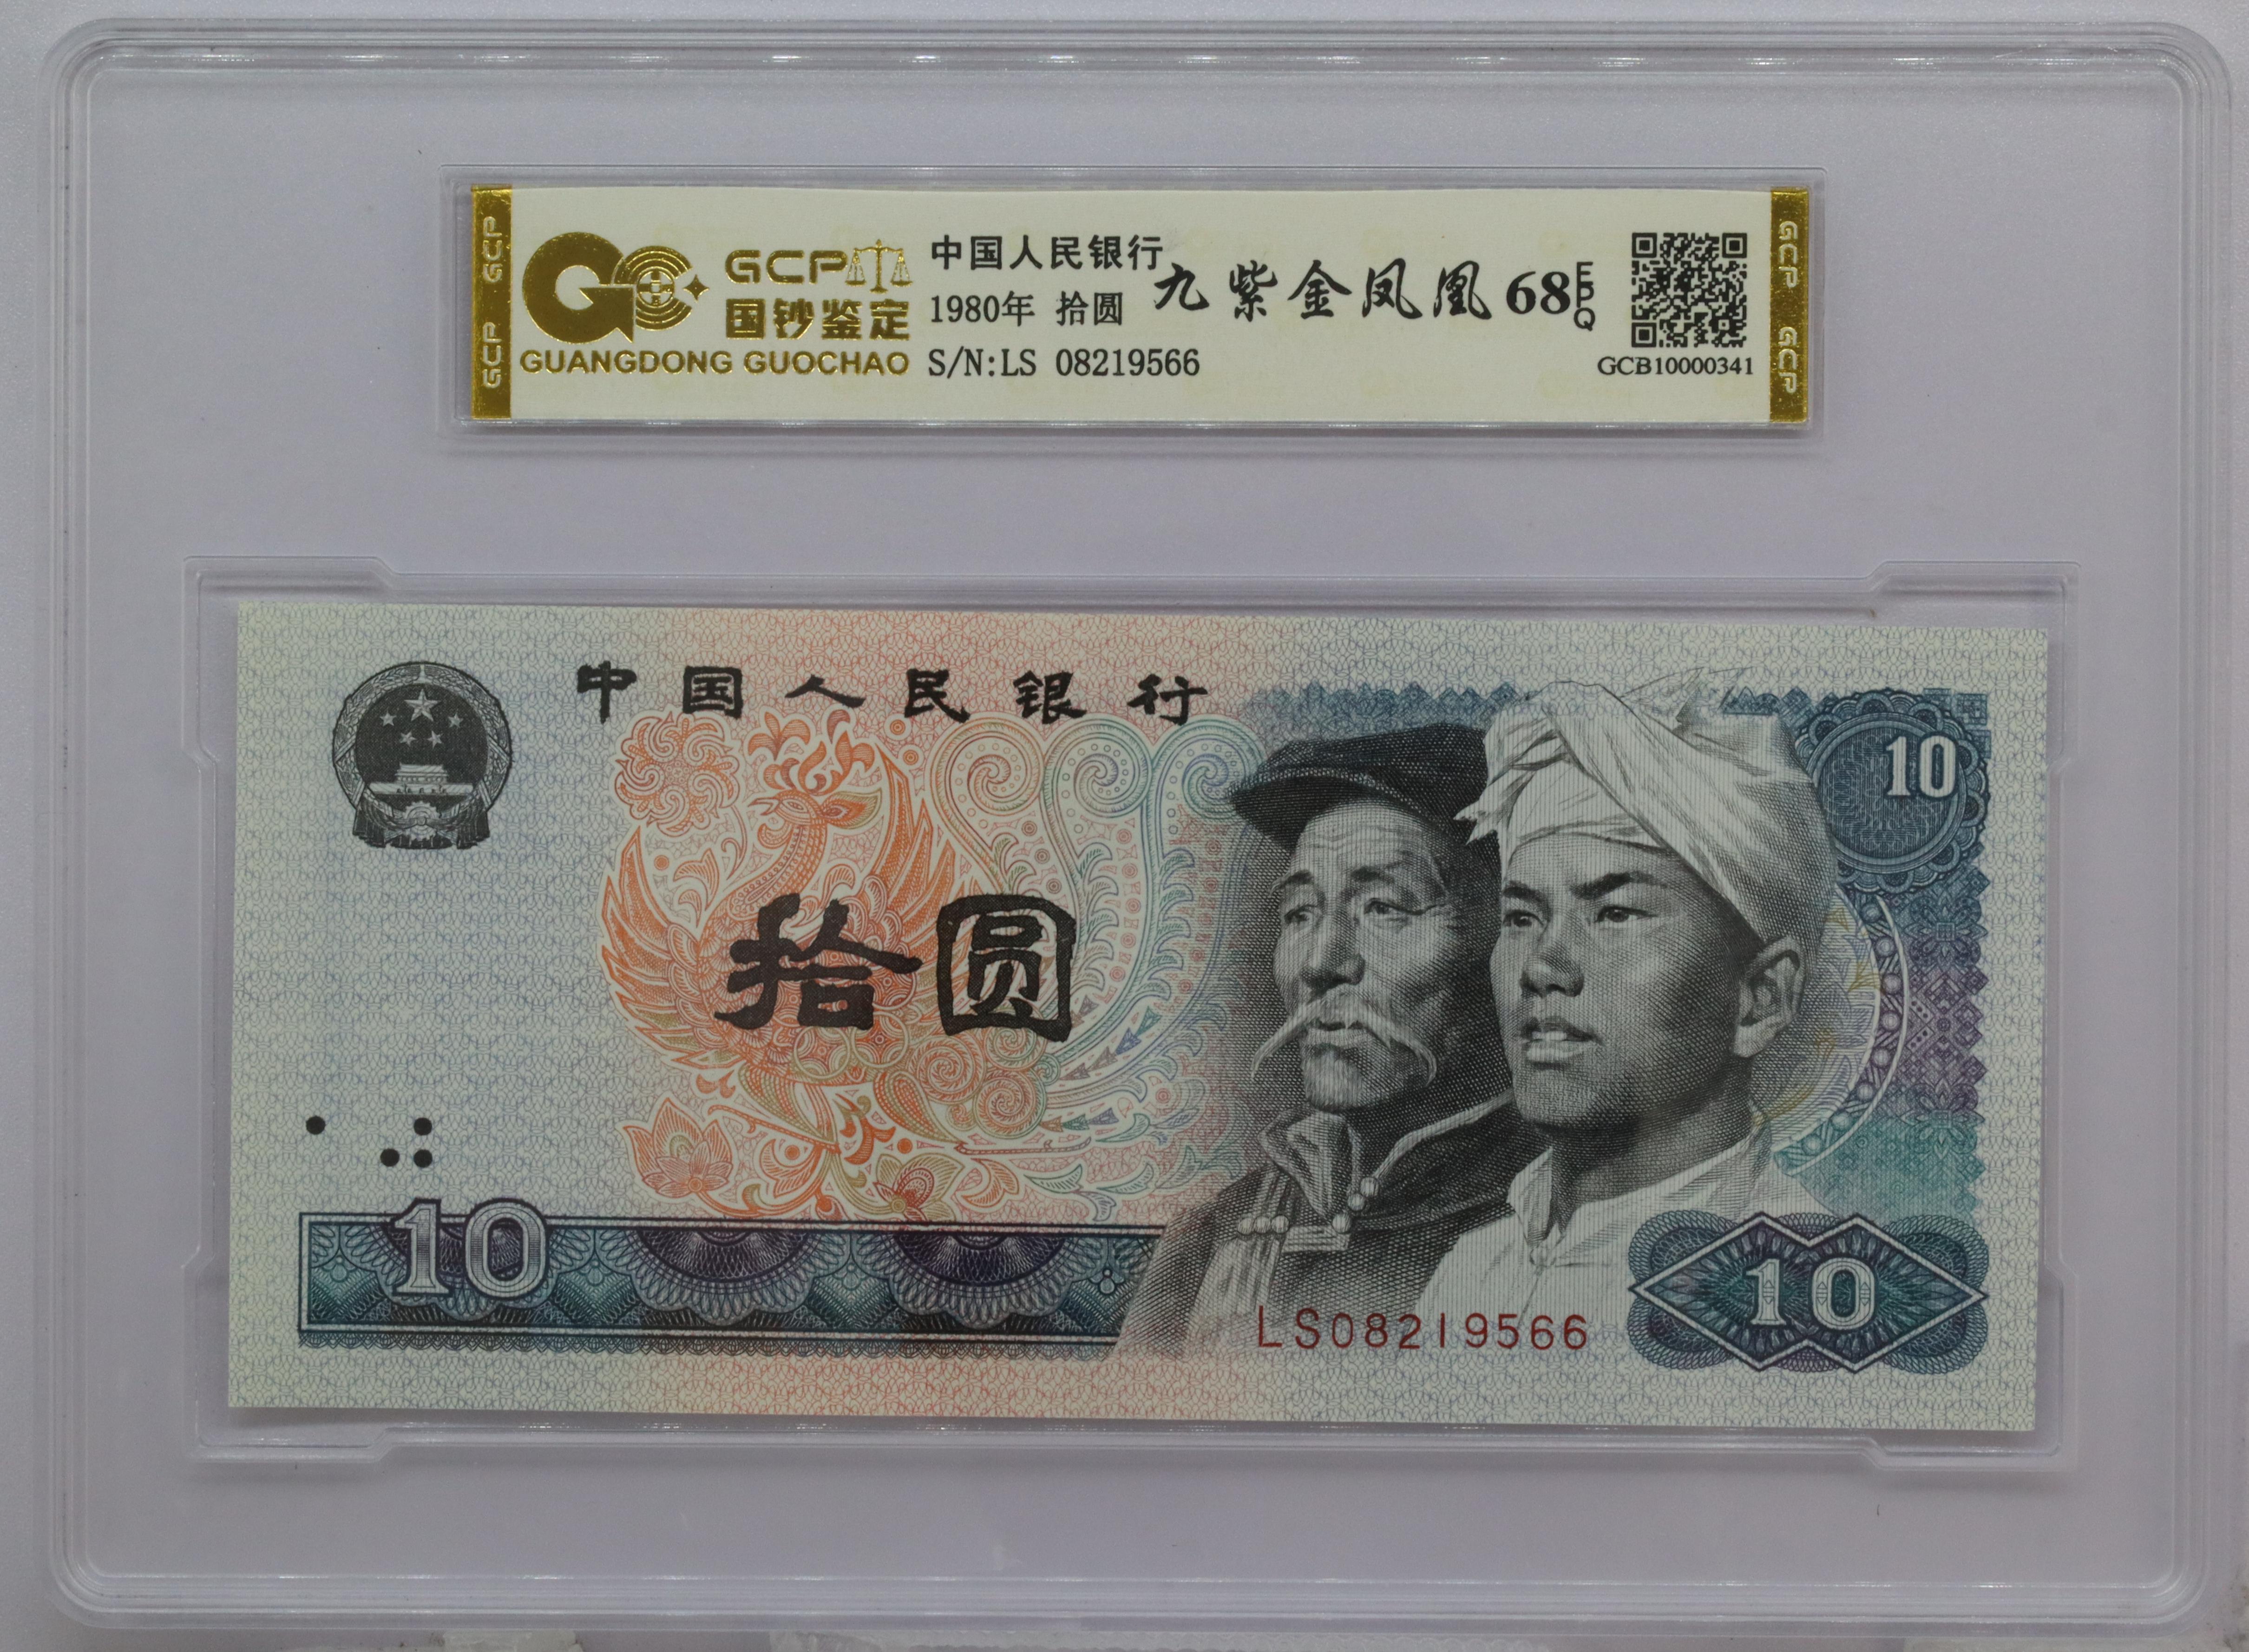 GCP GCP
GCP
国钞鉴定
GUANGDONG GUOCHAO
中国人民银行
1980年 拾圆
S/N:LS 08219566
九紫金凤凰 68 EPQ
GCB10000341
GCP GCP
中国人民银行
10
拾圆
10
LS08219566
10